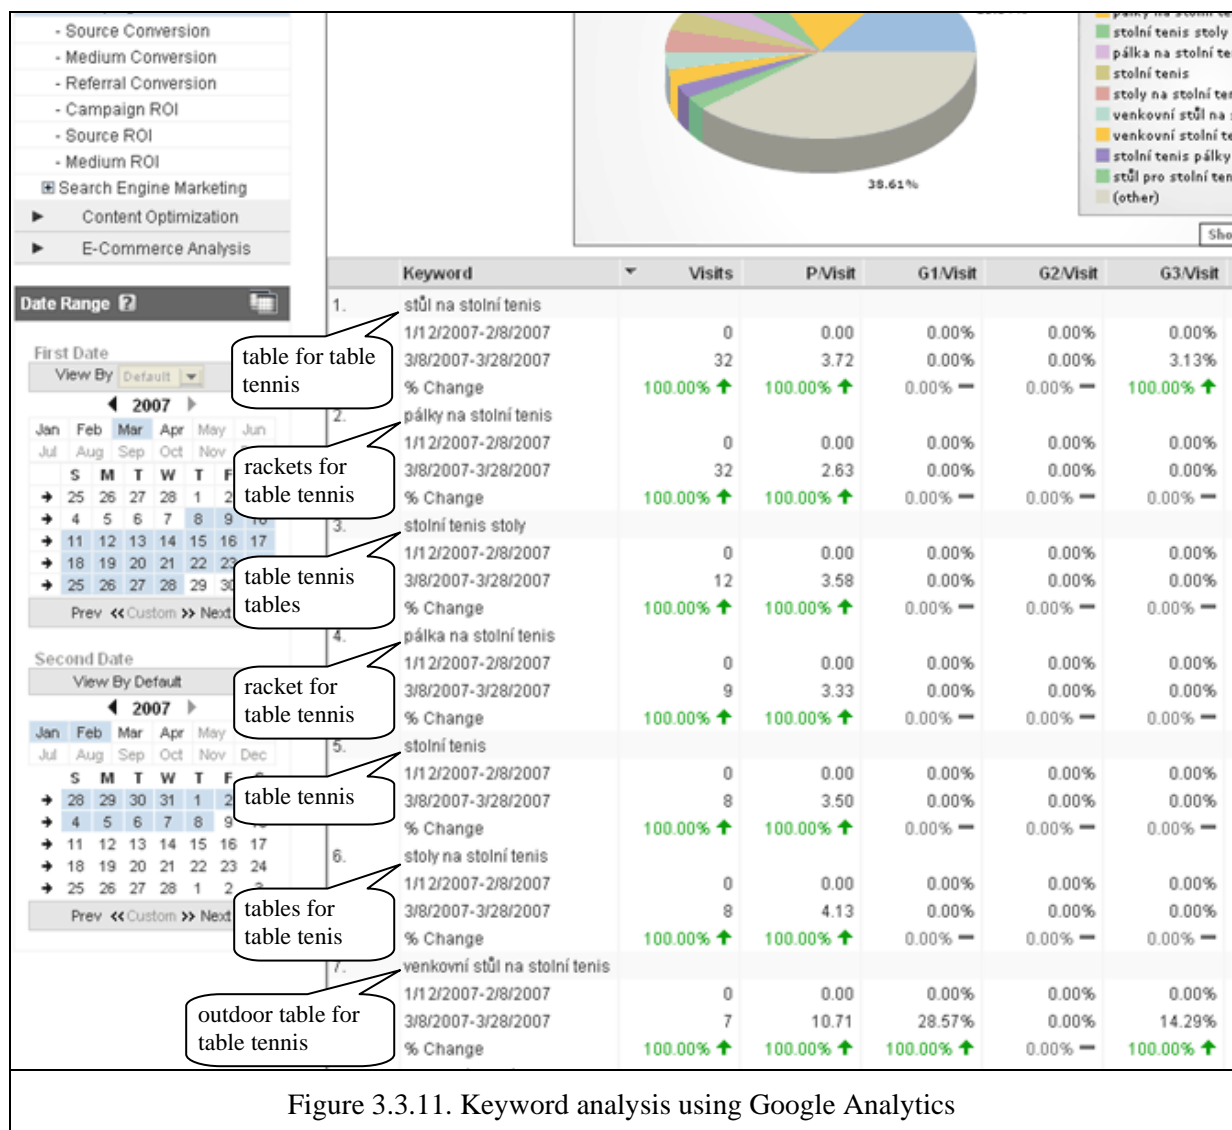 - Source Conversion
- Medium Conversion
- Referral Conversion
- Campaign ROI
- Source ROI
- Medium ROI
Search Engine Marketing
Content Optimization
E-Commerce Analysis
38.61%
stolní tenis stoly
pálka na stolní
stolní tenis
stoly na stolní
venkovní stůl na
venkovní stolní
stolní tenis pálky
stůl pro stolní
(other)
Date Range ?
First Date
View By Default
2007
Jan Feb Mar Apr May Jun
Jul Aug Sep Oct Nov
S M T W T F
25 26 27 28 1 2
4 5 6 7 8 9 10
11 12 13 14 15 16 17
18 19 20 21 22 23
25 26 27 28 29 30
Prev << Custom >> Next
Second Date
View By Default
2007
Jan Feb Mar Apr May
Jul Aug Sep Oct Nov Dec
S M T W T F
28 29 30 31 1 2
4 5 6 7 8 9 10
11 12 13 14 15 16 17
18 19 20 21 22 23 24
25 26 27 28 1 2 3
Prev << Custom >> Next
Keyword Visits P/Visit G1/Visit G2/Visit G3/Visit
1. stůl na stolní tenis
1/12/2007-2/8/2007 0 0.00 0.00% 0.00% 0.00%
3/8/2007-3/28/2007 32 3.72 0.00% 0.00% 3.13%
% Change 100.00% 100.00% 0.00% 0.00% 100.00%
2. pálky na stolní tenis
1/12/2007-2/8/2007 0 0.00 0.00% 0.00% 0.00%
3/8/2007-3/28/2007 32 2.63 0.00% 0.00% 0.00%
% Change 100.00% 100.00% 0.00% 0.00% 0.00%
3. stolní tenis stoly
1/12/2007-2/8/2007 0 0.00 0.00% 0.00% 0.00%
3/8/2007-3/28/2007 12 3.58 0.00% 0.00% 0.00%
% Change 100.00% 100.00% 0.00% 0.00% 0.00%
4. pálka na stolní tenis
1/12/2007-2/8/2007 0 0.00 0.00% 0.00% 0.00%
3/8/2007-3/28/2007 9 3.33 0.00% 0.00% 0.00%
% Change 100.00% 100.00% 0.00% 0.00% 0.00%
5. stolní tenis
1/12/2007-2/8/2007 0 0.00 0.00% 0.00% 0.00%
3/8/2007-3/28/2007 8 3.50 0.00% 0.00% 0.00%
% Change 100.00% 100.00% 0.00% 0.00% 0.00%
6. stoly na stolní tenis
1/12/2007-2/8/2007 0 0.00 0.00% 0.00% 0.00%
3/8/2007-3/28/2007 8 4.13 0.00% 0.00% 0.00%
% Change 100.00% 100.00% 0.00% 0.00% 0.00%
7. venkovní stůl na stolní tenis
1/12/2007-2/8/2007 0 0.00 0.00% 0.00% 0.00%
3/8/2007-3/28/2007 7 10.71 28.57% 0.00% 14.29%
% Change 100.00% 100.00% 100.00% 0.00% 100.00%
table for table
tennis
rackets for
table tennis
table tennis
tables
racket for
table tennis
table tennis
tables for
table tenis
outdoor table for
table tennis
Figure 3.3.11. Keyword analysis using Google Analytics